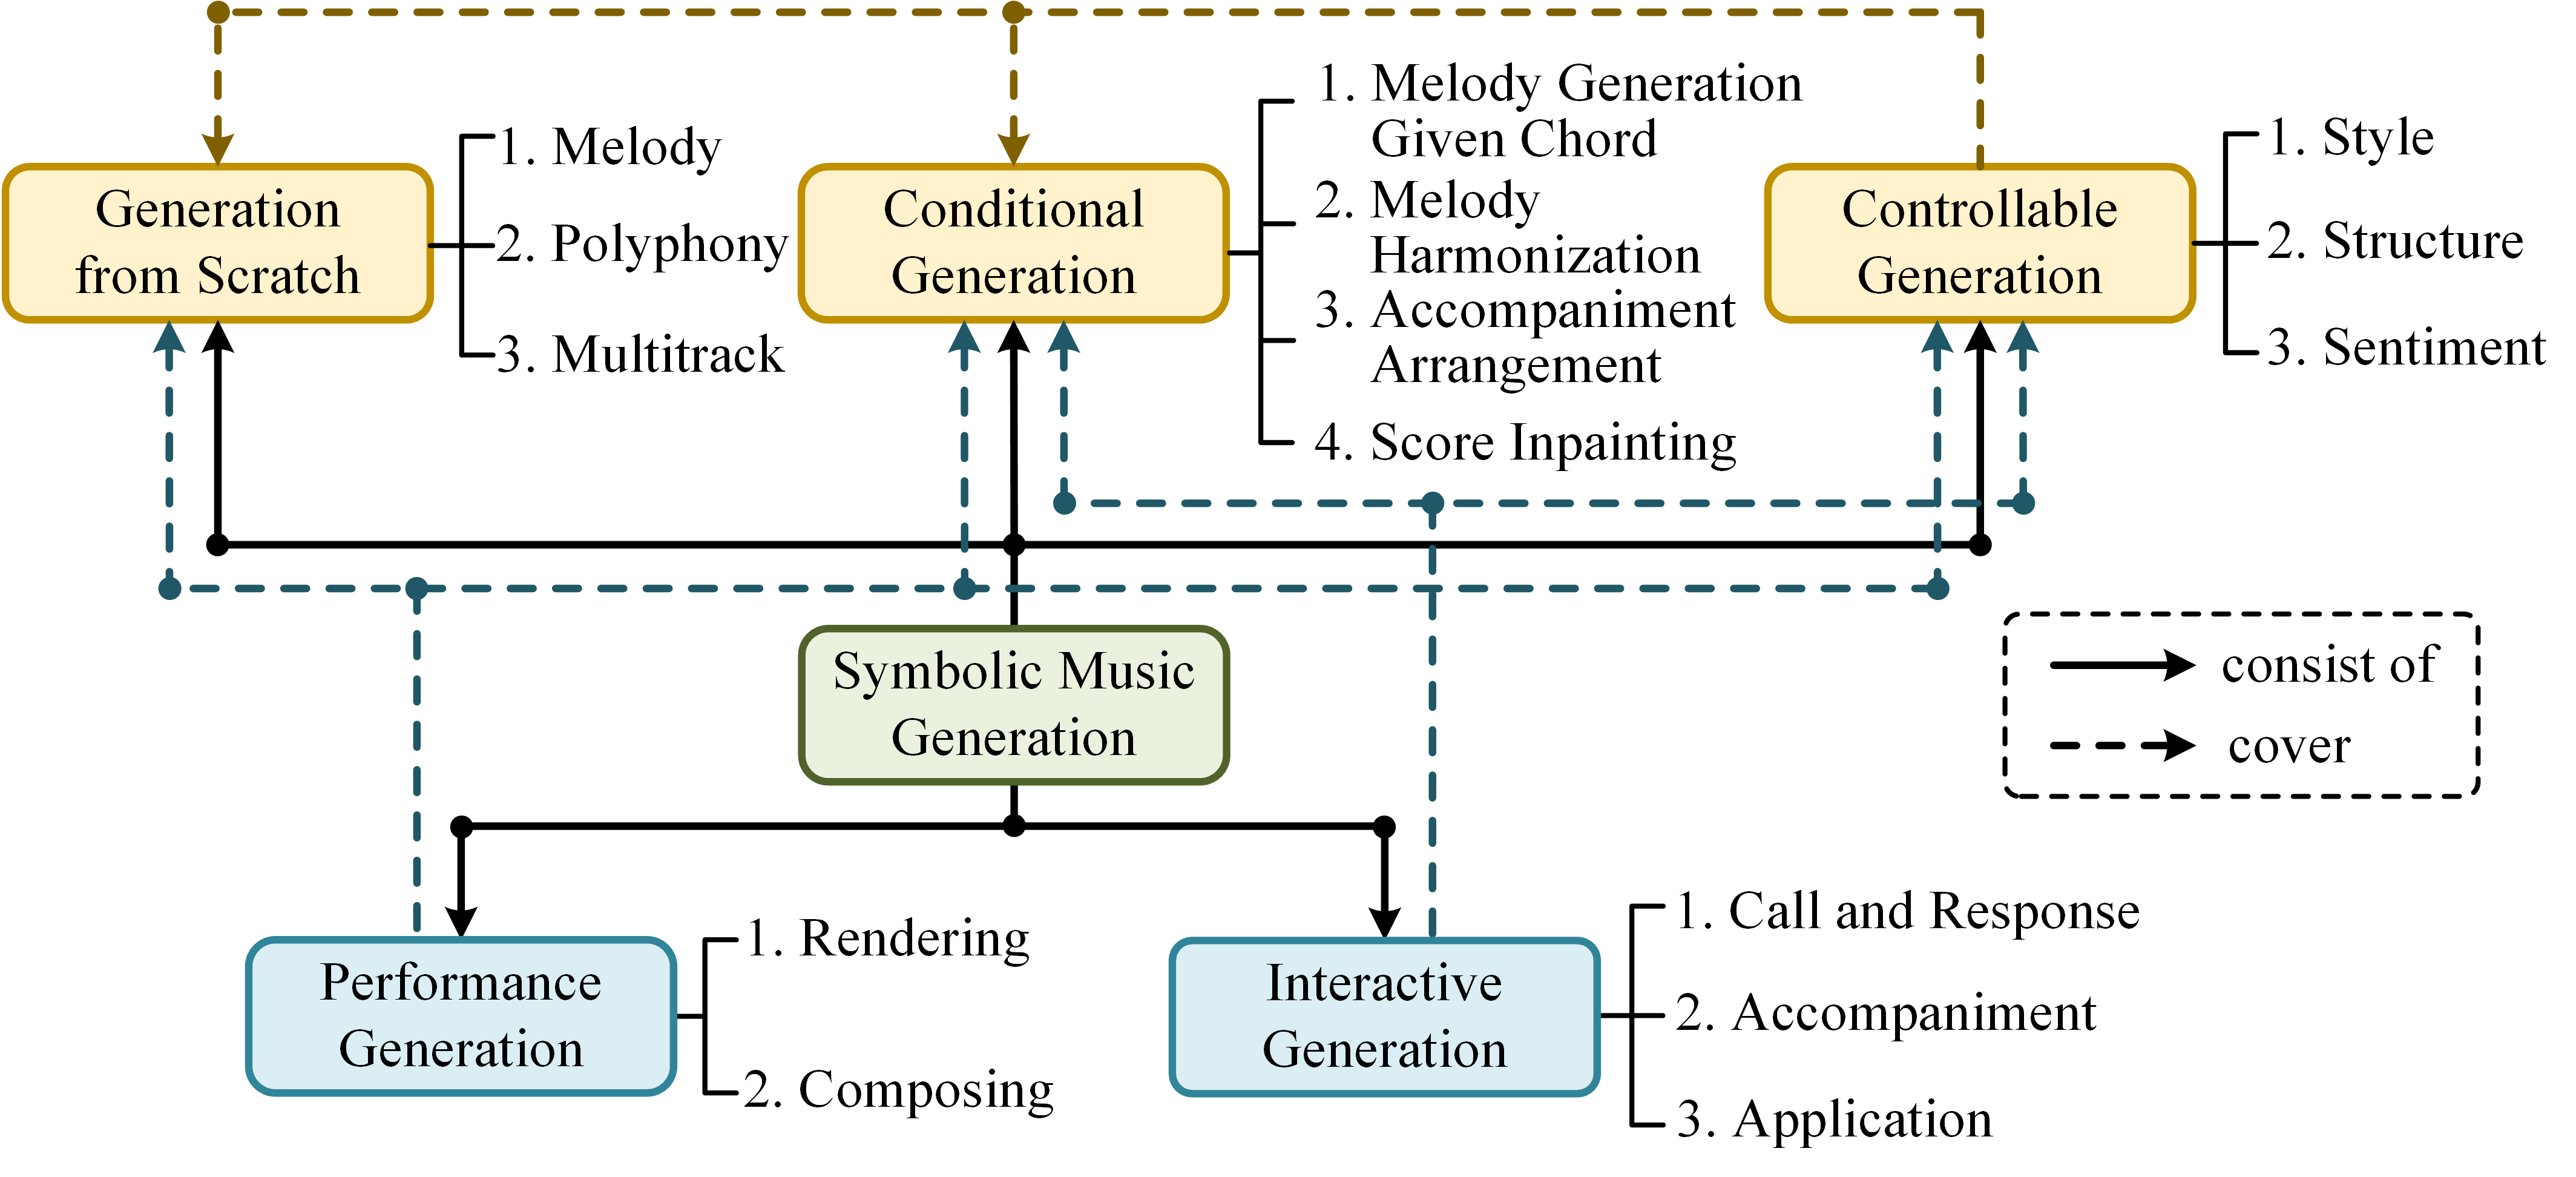 Generation
from Scratch
1. Melody
2. Polyphony
3. Multitrack
Conditional
Generation
1. Melody Generation
Given Chord
2. Melody
Harmonization
3. Accompaniment
Arrangement
4. Score Inpainting
Controllable
Generation
1. Style
2. Structure
3. Sentiment
Symbolic Music
Generation
consist of
cover
Performance
Generation
1. Rendering
2. Composing
Interactive
Generation
1. Call and Response
2. Accompaniment
3. Application